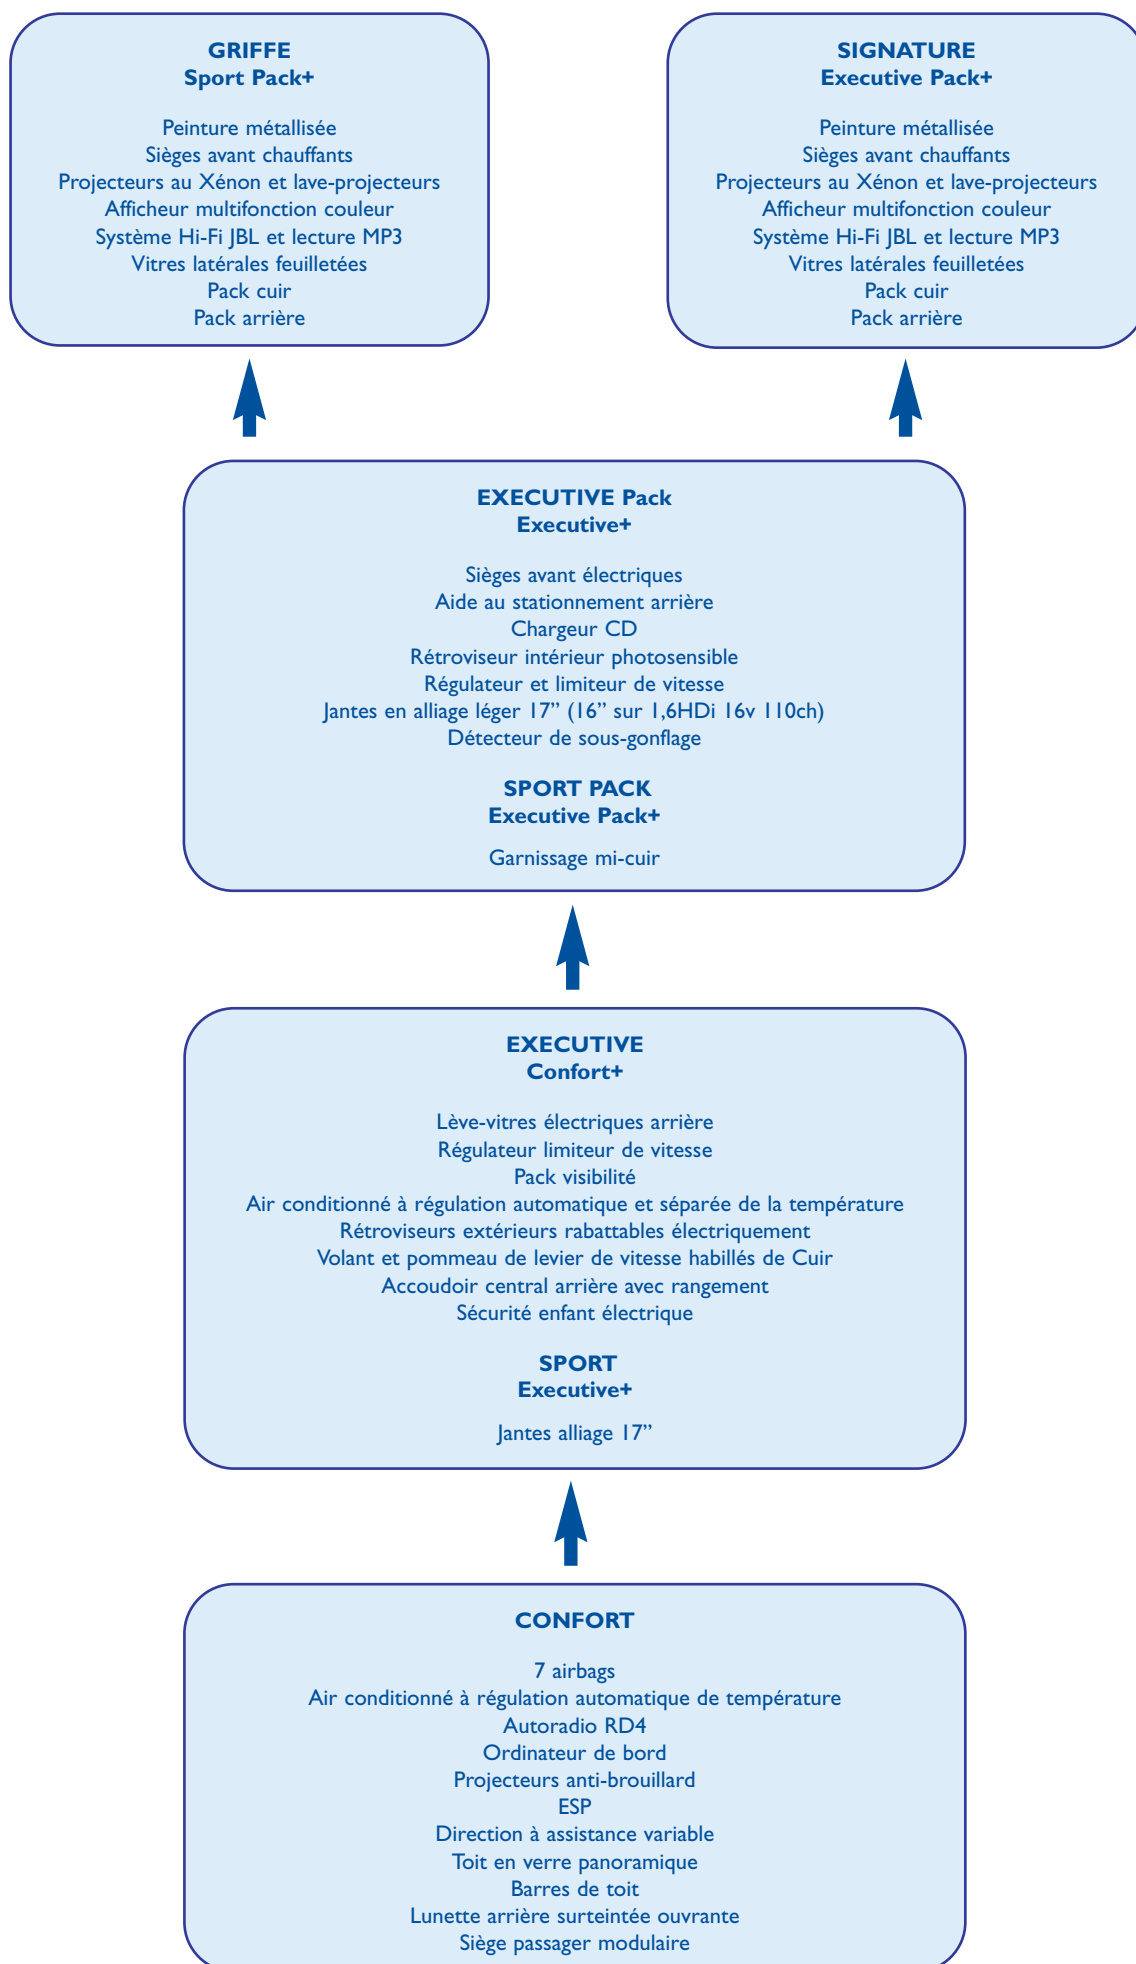 GRIFFE
Sport Pack+
Peinture métallisée
Sièges avant chauffants
Projecteurs au Xénon et lave-projecteurs
Afficheur multifonction couleur
Système Hi-Fi JBL et lecture MP3
Vitres latérales feuilletées
Pack cuir
Pack arrière
SIGNATURE
Executive Pack+
Peinture métallisée
Sièges avant chauffants
Projecteurs au Xénon et lave-projecteurs
Afficheur multifonction couleur
Système Hi-Fi JBL et lecture MP3
Vitres latérales feuilletées
Pack cuir
Pack arrière
EXECUTIVE Pack
Executive+
Sièges avant électriques
Aide au stationnement arrière
Chargeur CD
Rétroviseur intérieur photosensible
Régulateur et limiteur de vitesse
Jantes en alliage léger 17” (16” sur 1,6HDi 16v 110ch)
Détecteur de sous-gonflage
SPORT PACK
Executive Pack+
Garnissage mi-cuir
EXECUTIVE
Confort+
Lève-vitres électriques arrière
Régulateur limiteur de vitesse
Pack visibilité
Air conditionné à régulation automatique et séparée de la température
Rétroviseurs extérieurs rabattables électriquement
Volant et pommeau de levier de vitesse habillés de Cuir
Accoudoir central arrière avec rangement
Sécurité enfant électrique
SPORT
Executive+
Jantes alliage 17”
CONFORT
7 airbags
Air conditionné à régulation automatique de température
Autoradio RD4
Ordinateur de bord
Projecteurs anti-brouillard
ESP
Direction à assistance variable
Toit en verre panoramique
Barres de toit
Lunette arrière surteintée ouvrante
Siège passager modulaire